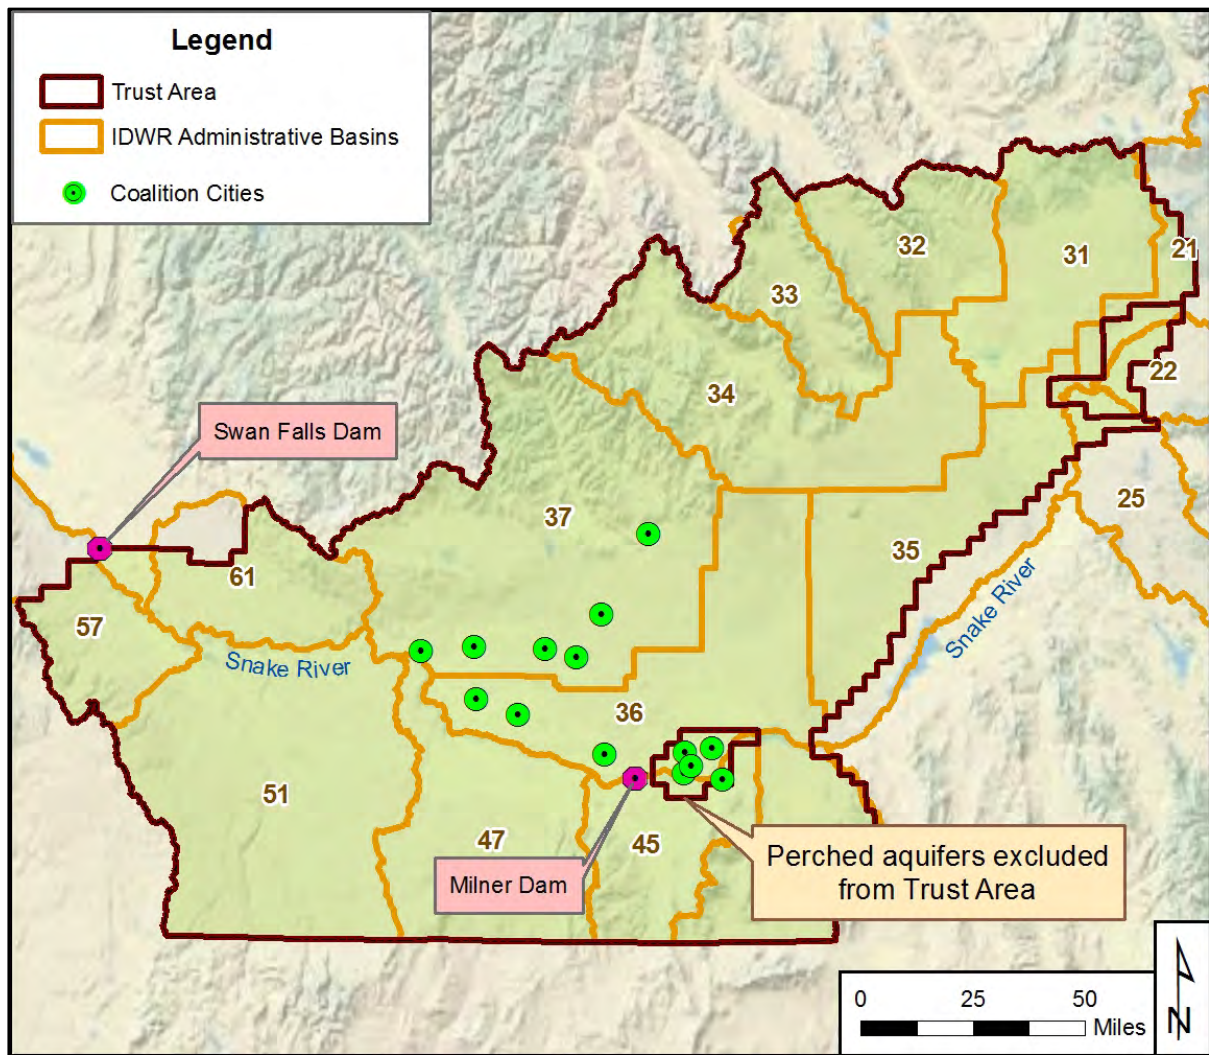 Legend
Trust Area
IDWR Administrative Basins
Coalition Cities
32
31
21
33
22
34
Swan Falls Dam
37
25
35
61
57
Snake River
Snake River
36
51
47
45
Perched aquifers excluded
from Trust Area
Milner Dam
0 25 50
Miles
N